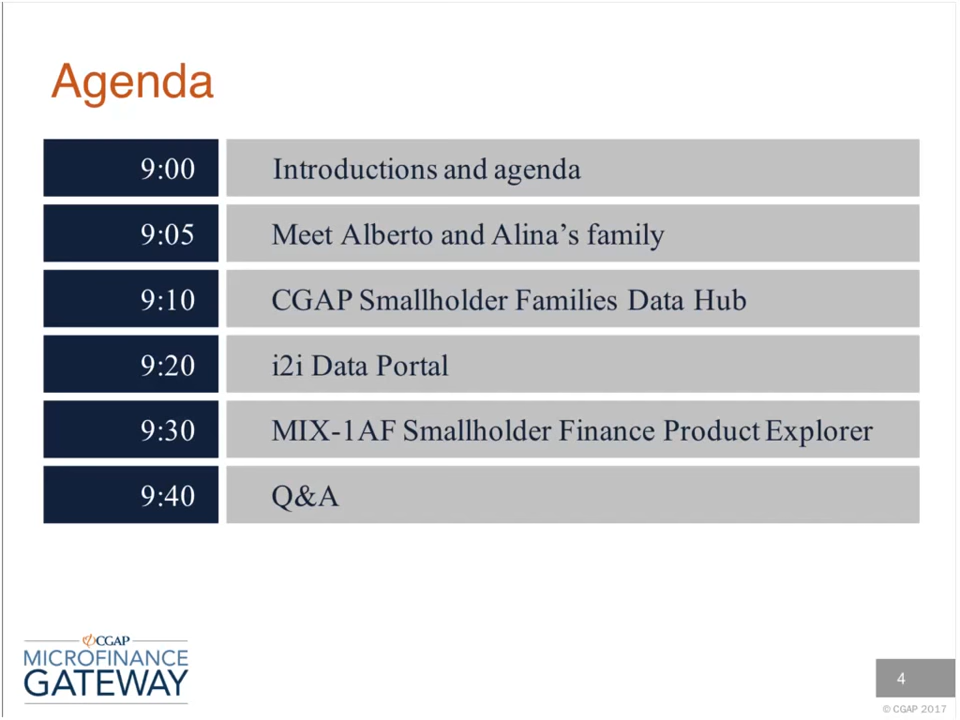 Agenda
9:00 Introductions and agenda
9:05 Meet Alberto and Alina’s family
9:10 CGAP Smallholder Families Data Hub
9:20 i2i Data Portal
9:30 MIX-1AF Smallholder Finance Product Explorer
9:40 Q&A
CGAP
MICROFINANCE
GATEWAY
4
© CGAP 2017